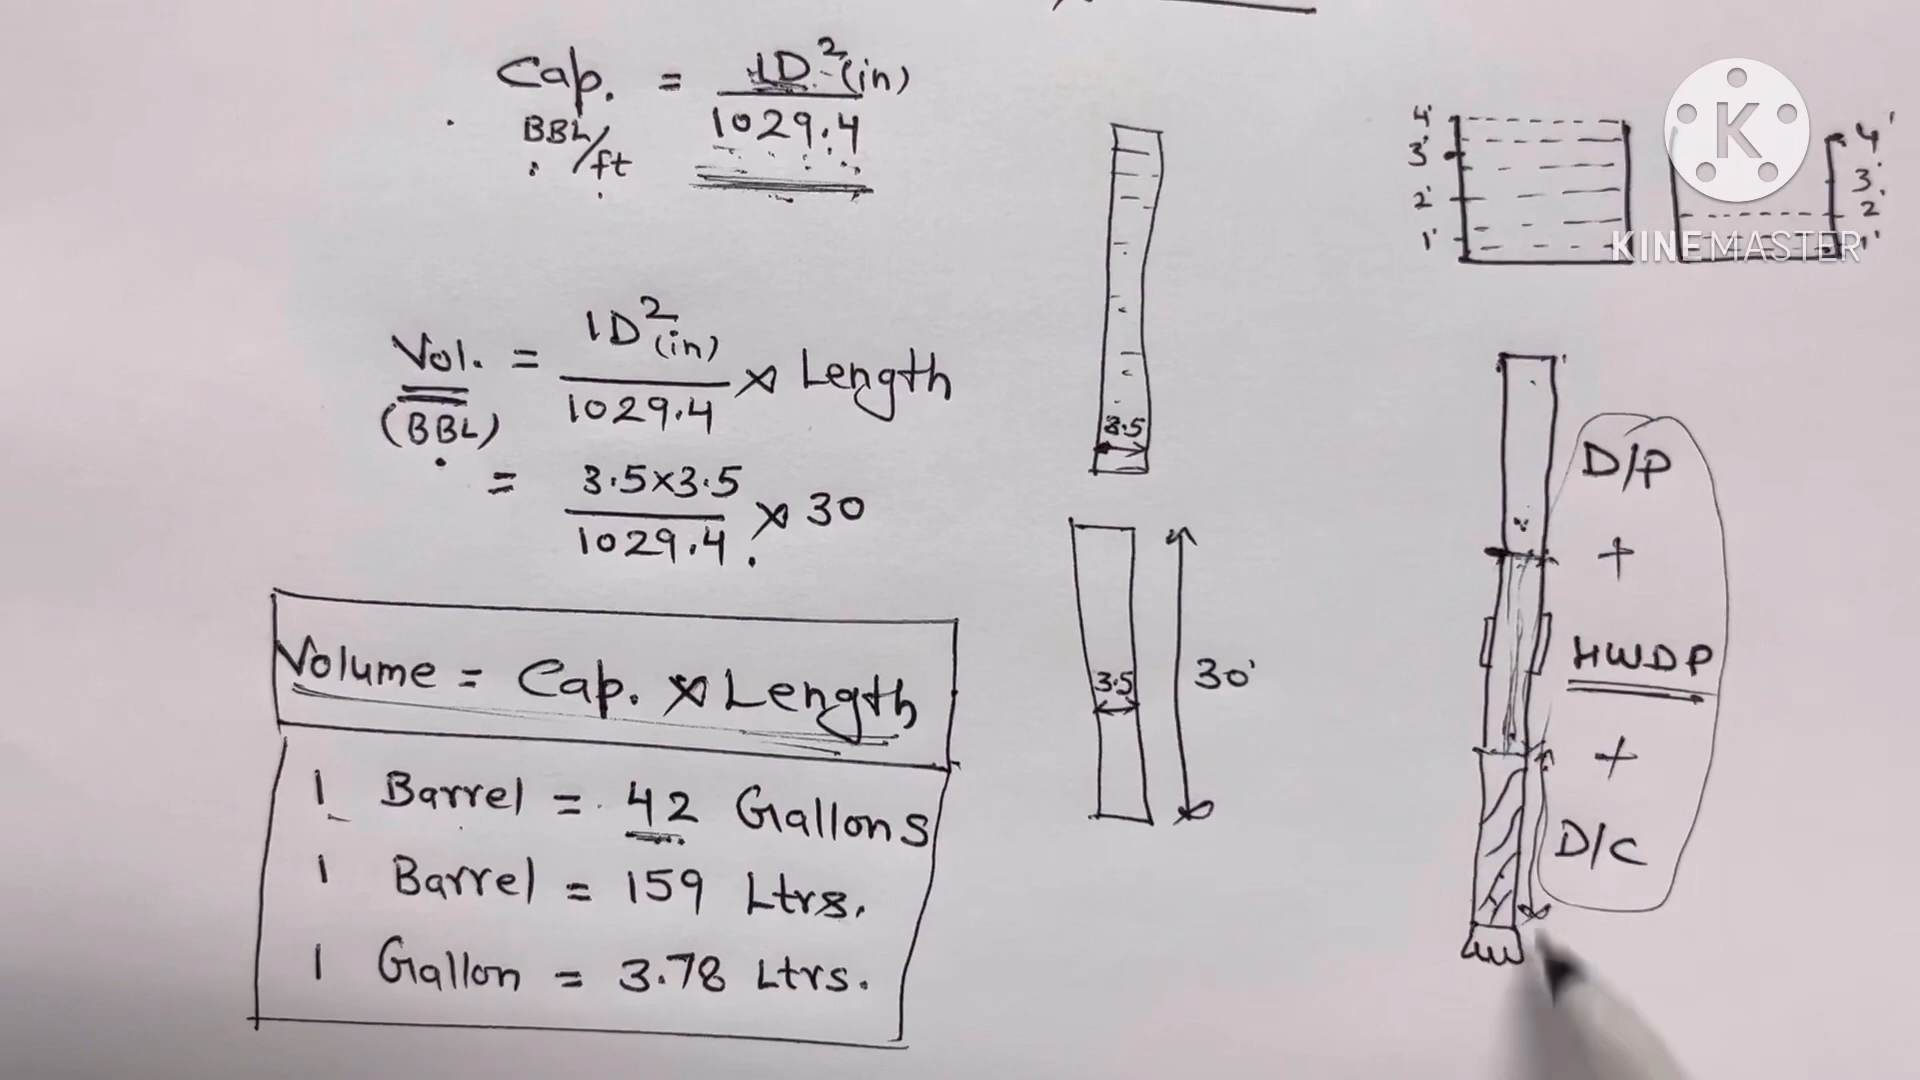 Cap. = ID²(in)
BBL/ft 1029.4
Vol. = ID²(in) × Length
(BBL) 1029.4
= 3.5×3.5 × 30
1029.4
Volume = Cap. × Length
1 Barrel = 42 Gallons
1 Barrel = 159 Ltrs.
1 Gallon = 3.78 Ltrs.
3.5
3.5
30'
4'
3'
2'
1'
4'
3'
2'
1'
K
KINEMASTER
D/P
+
HWDP
+
D/C